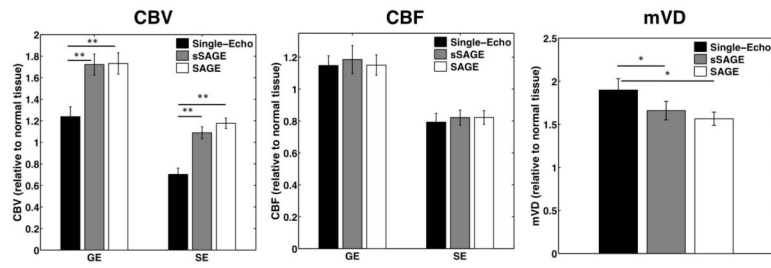 CBV
CBV (relative to normal tissue)
2
1.8
1.6
1.4
1.2
1
0.8
0.6
0.4
0.2
0
**
**
**
**
Single-Echo
sSAGE
SAGE
GE
SE
CBF
CBF (relative to normal tissue)
1.2
1
0.8
0.6
0.4
0.2
0
Single-Echo
sSAGE
SAGE
GE
SE
mVD
mVD (relative to normal tissue)
2.5
2
1.5
1
0.5
0
*
*
Single-Echo
sSAGE
SAGE